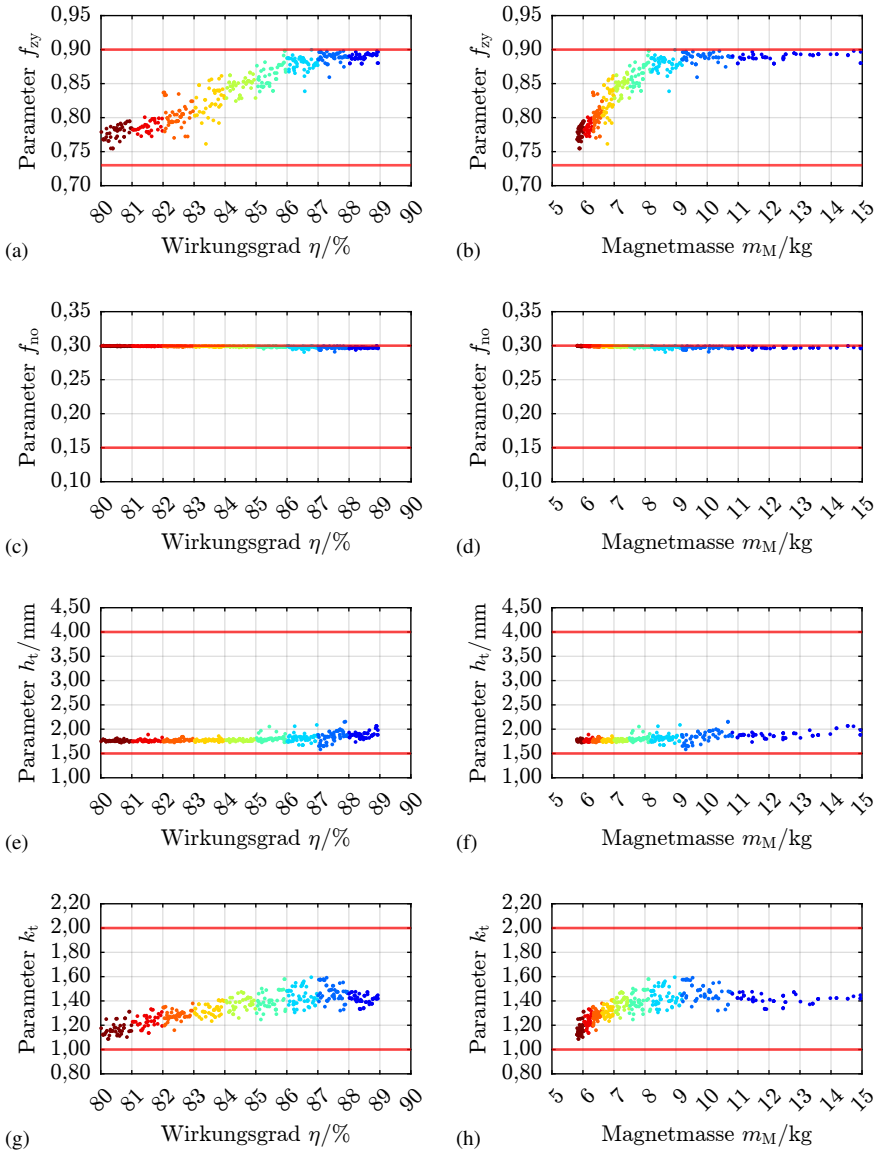 0,95
0,90
0,85
0,80
0,75
0,70
Parameter f_zy
80 81 82 83 84 85 86 87 88 89 90
Wirkungsgrad η/%
(a)
0,95
0,90
0,85
0,80
0,75
0,70
Parameter f_zy
5 6 7 8 9 10 11 12 13 14 15
Magnetmasse m_M/kg
(b)
0,35
0,30
0,25
0,20
0,15
0,10
Parameter f_no
80 81 82 83 84 85 86 87 88 89 90
Wirkungsgrad η/%
(c)
0,35
0,30
0,25
0,20
0,15
0,10
Parameter f_no
5 6 7 8 9 10 11 12 13 14 15
Magnetmasse m_M/kg
(d)
4,50
4,00
3,50
3,00
2,50
2,00
1,50
1,00
Parameter h_t/mm
80 81 82 83 84 85 86 87 88 89 90
Wirkungsgrad η/%
(e)
4,50
4,00
3,50
3,00
2,50
2,00
1,50
1,00
Parameter h_t/mm
5 6 7 8 9 10 11 12 13 14 15
Magnetmasse m_M/kg
(f)
2,20
2,00
1,80
1,60
1,40
1,20
1,00
0,80
Parameter k_t
80 81 82 83 84 85 86 87 88 89 90
Wirkungsgrad η/%
(g)
2,20
2,00
1,80
1,60
1,40
1,20
1,00
0,80
Parameter k_t
5 6 7 8 9 10 11 12 13 14 15
Magnetmasse m_M/kg
(h)